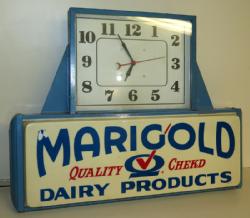 11 12 1
10 2
9 3
8 4
7 6 5
MARIGOLD
QUALITY CHEKD
DAIRY PRODUCTS